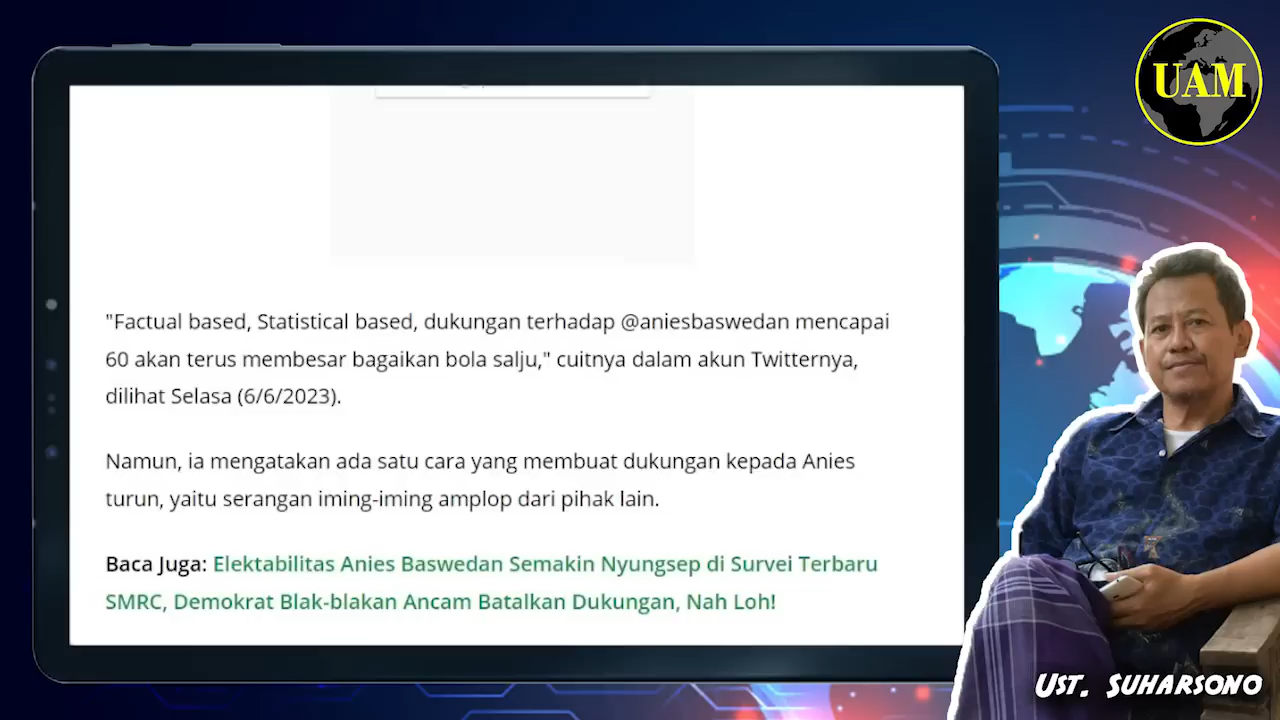 UAM
"Factual based, Statistical based, dukungan terhadap @aniesbaswedan mencapai
60 akan terus membesar bagaikan bola salju," cuitnya dalam akun Twitternya,
dilihat Selasa (6/6/2023).
Namun, ia mengatakan ada satu cara yang membuat dukungan kepada Anies
turun, yaitu serangan iming-iming amplop dari pihak lain.
Baca Juga: Elektabilitas Anies Baswedan Semakin Nyungsep di Survei Terbaru
SMRC, Demokrat Blak-blakan Ancam Batalkan Dukungan, Nah Loh!
UST. SUHARSONO